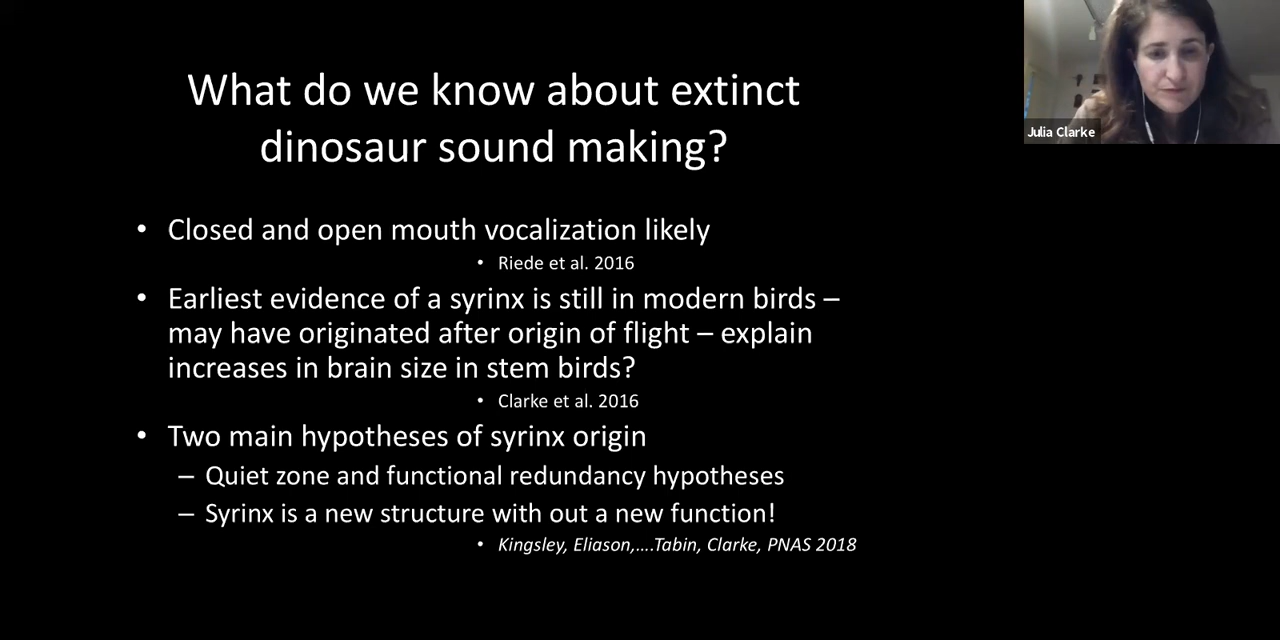 What do we know about extinct
dinosaur sound making?
Julia Clarke
• Closed and open mouth vocalization likely
• Riede et al. 2016
• Earliest evidence of a syrinx is still in modern birds –
may have originated after origin of flight – explain
increases in brain size in stem birds?
• Clarke et al. 2016
• Two main hypotheses of syrinx origin
– Quiet zone and functional redundancy hypotheses
– Syrinx is a new structure with out a new function!
• Kingsley, Eliason,....Tabin, Clarke, PNAS 2018